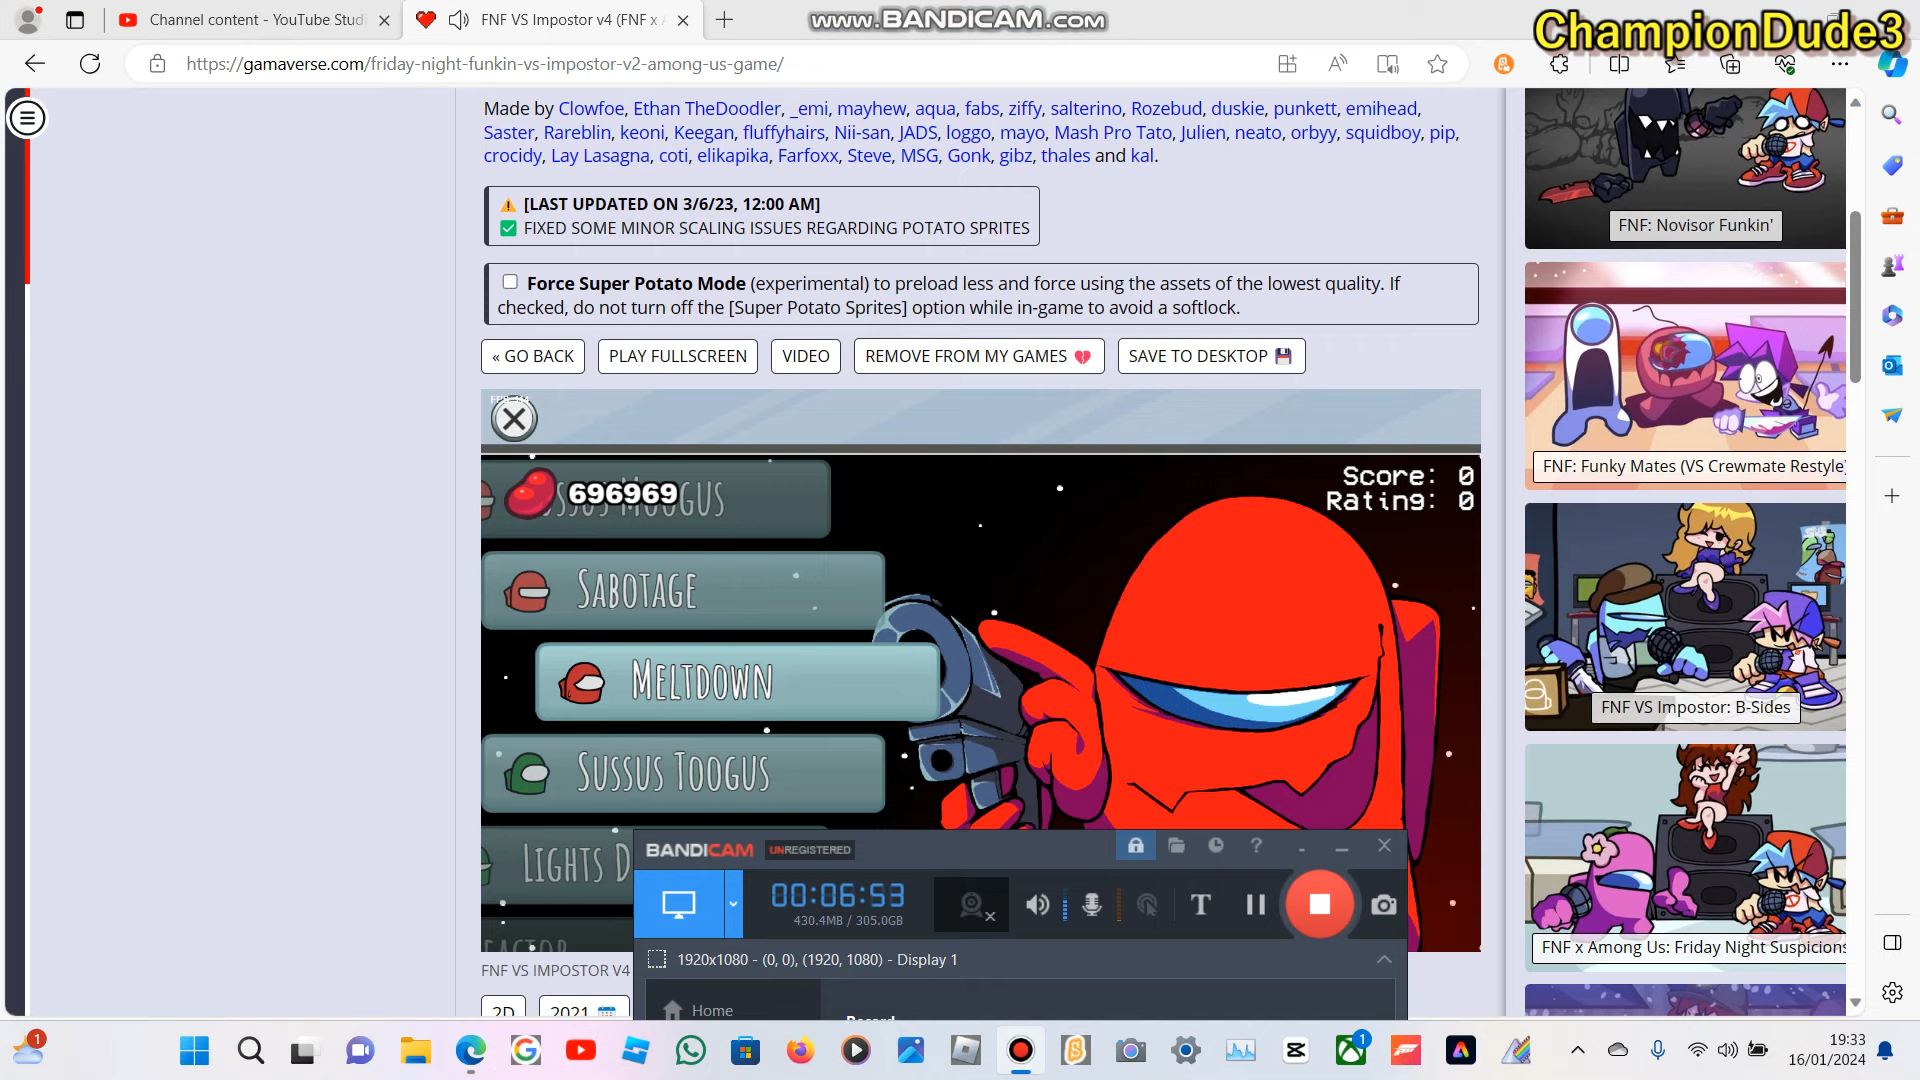 Channel content - YouTube Stud
FNF VS Impostor v4 (FNF x A
www.BANDICAM.com
ChampionDude3
https://gamaverse.com/friday-night-funkin-vs-impostor-v2-among-us-game/
Made by Clowfoe, Ethan TheDoodler, _emi, mayhew, aqua, fabs, ziffy, salterino, Rozebud, duskie, punkett, emihead,
Saster, Rareblin, keoni, Keegan, fluffyhairs, Nii-san, JADS, loggo, mayo, Mash Pro Tato, Julien, neato, orbyy, squidboy, pip,
crocidy, Lay Lasagna, coti, elikapika, Farfoxx, Steve, MSG, Gonk, gibz, thales and kal.
[LAST UPDATED ON 3/6/23, 12:00 AM]
FIXED SOME MINOR SCALING ISSUES REGARDING POTATO SPRITES
Force Super Potato Mode (experimental) to preload less and force using the assets of the lowest quality. If
checked, do not turn off the [Super Potato Sprites] option while in-game to avoid a softlock.
« GO BACK
PLAY FULLSCREEN
VIDEO
REMOVE FROM MY GAMES
SAVE TO DESKTOP
696969
SUSSUS MOOGUS
Score: 0
Rating: 0
SABOTAGE
MELTDOWN
SUSSUS TOOGUS
LIGHTS D
EACTOR
FNF VS IMPOSTOR V4
2D
2021
FNF: Novisor Funkin'
FNF: Funky Mates (VS Crewmate Restyle)
FNF VS Impostor: B-Sides
FNF x Among Us: Friday Night Suspicions
BANDICAM
UNREGISTERED
00:06:53
430.4MB / 305.0GB
1920x1080 - (0, 0), (1920, 1080) - Display 1
Home
Record
1
1
19:33
16/01/2024